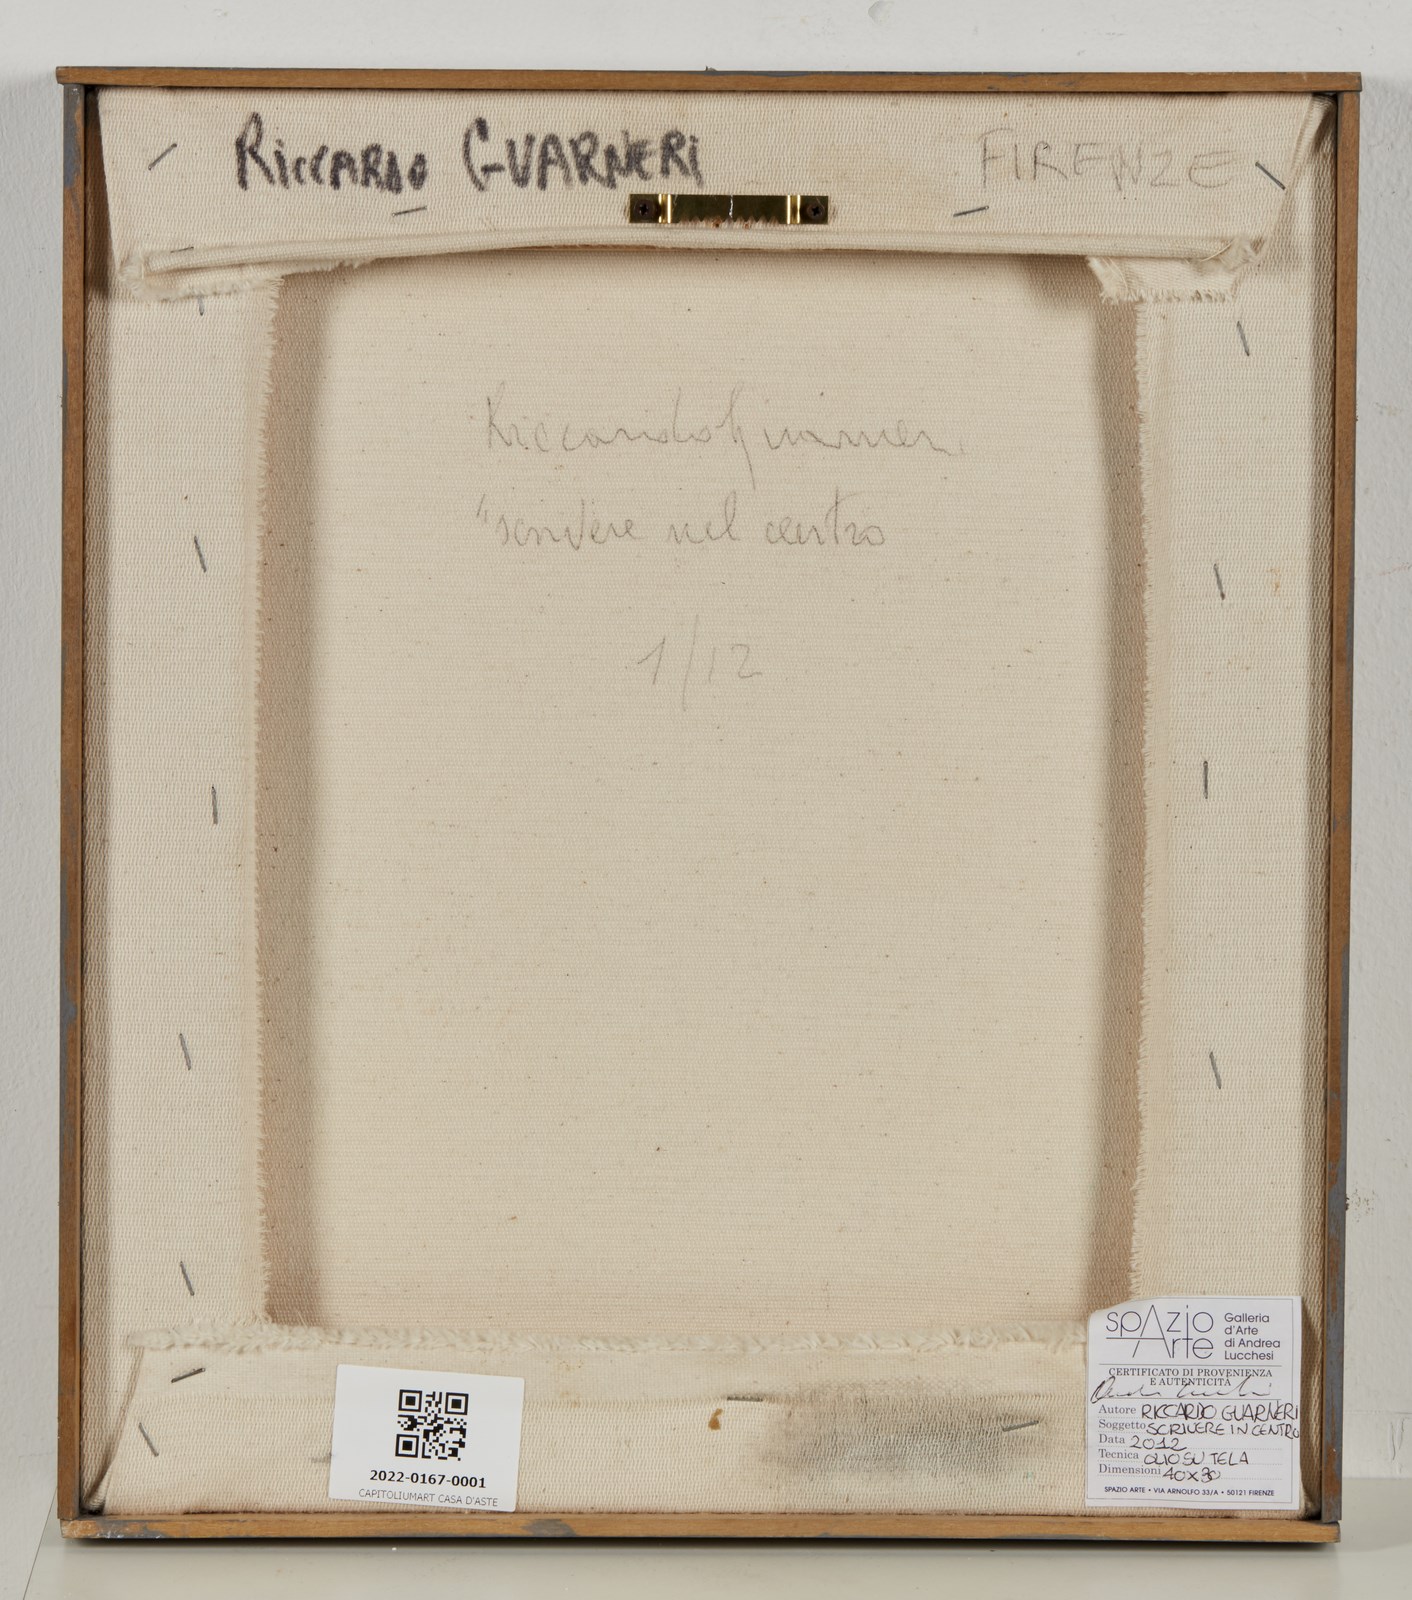 RICCARDO GUARNERI FIRENZE
Riccardo Guarneri
"scrivere nel centro
1/12
spAzio Arte
Galleria
d'Arte
di Andrea
Lucchesi
CERTIFICATO DI PROVENIENZA
E AUTENTICITÀ
Autore RICCARDO GUARNERI
Soggetto SCRIVERE IN CENTRO
Data 2012
Tecnica OLIO SU TELA
Dimensioni 40x30
SPAZIO ARTE • VIA ARNOLFO 33/A • 50121 FIRENZE
2022-0167-0001
CAPITOLIUMART CASA D'ASTE